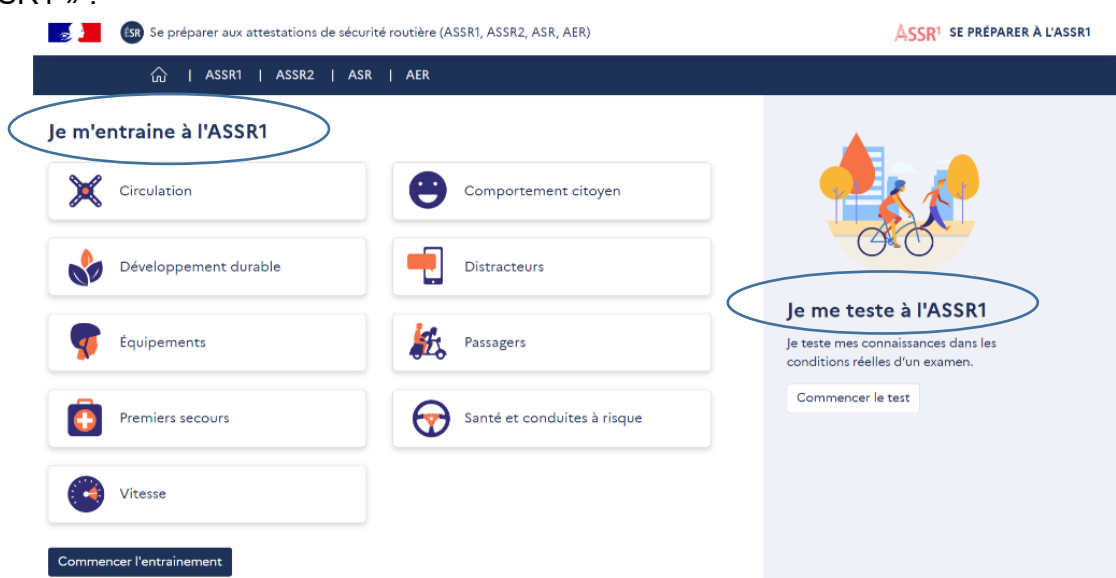 SSR1 » :
ÉSR Se préparer aux attestations de sécurité routière (ASSR1, ASSR2, ASR, AER)
ASSR1 SE PRÉPARER À L'ASSR1
| ASSR1 | ASSR2 | ASR | AER
Je m'entraine à l'ASSR1
Circulation
Comportement citoyen
Développement durable
Distracteurs
Équipements
Passagers
Premiers secours
Santé et conduites à risque
Vitesse
Commencer l'entrainement
Je me teste à l'ASSR1
Je teste mes connaissances dans les
conditions réelles d'un examen.
Commencer le test